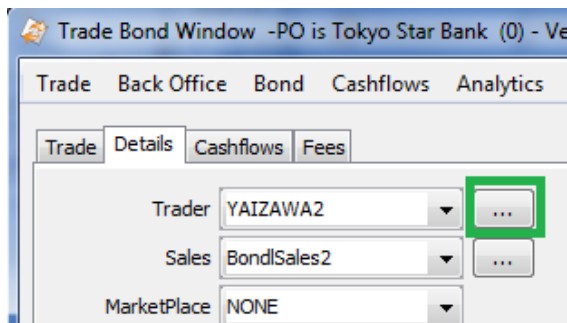 Trade Bond Window -PO is Tokyo Star Bank (0) - Ve
Trade Back Office Bond Cashflows Analytics
Trade Details Cashflows Fees
Trader YAIZAWA2 ...
Sales BondlSales2 ...
MarketPlace NONE